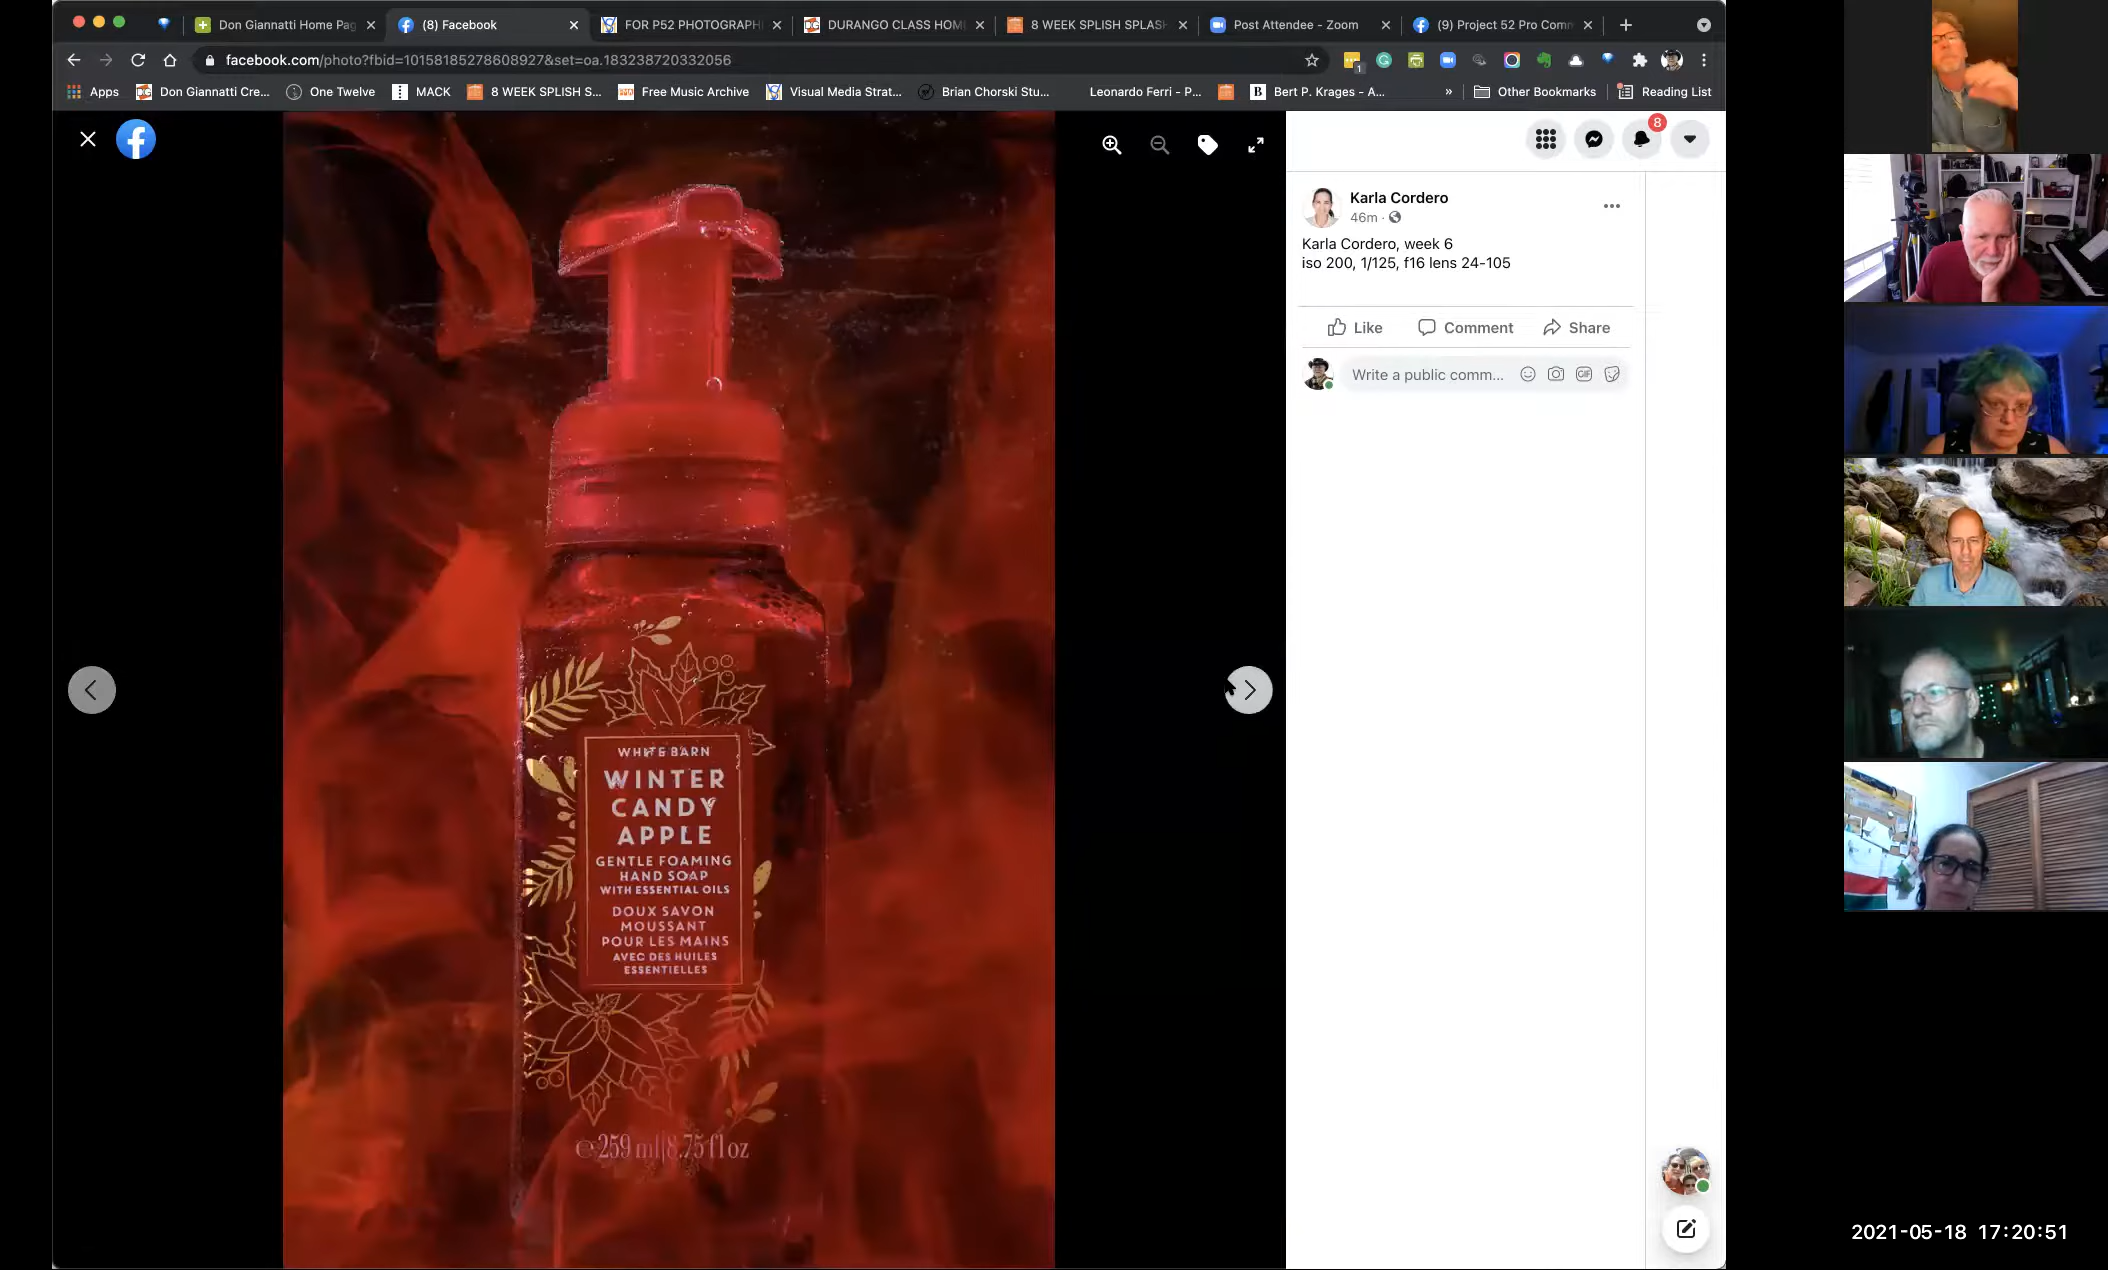 Don Giannatti Home Pag
(8) Facebook
FOR P52 PHOTOGRAPH
DURANGO CLASS HOM
8 WEEK SPLISH SPLASH
Post Attendee - Zoom
(9) Project 52 Pro Comm
facebook.com/photo?fbid=10158185278608927&set=oa.183238720332056
1
Apps
Don Giannatti Cre...
One Twelve
MACK
8 WEEK SPLISH S...
Free Music Archive
Visual Media Strat...
Brian Chorski Stu...
Leonardo Ferri - P...
B
Bert P. Krages - A...
»
Other Bookmarks
Reading List
8
Karla Cordero
46m ·
Karla Cordero, week 6
iso 200, 1/125, f16 lens 24-105
Like
Comment
Share
Write a public comm...
GIF
WHITE BARN
WINTER
CANDY
APPLE
GENTLE FOAMING
HAND SOAP
WITH ESSENTIAL OILS
DOUX SAVON
MOUSSANT
POUR LES MAINS
AVEC DES HUILES
ESSENTIELLES
℮ 259 ml|8.75 fl oz
2021-05-18 17:20:51